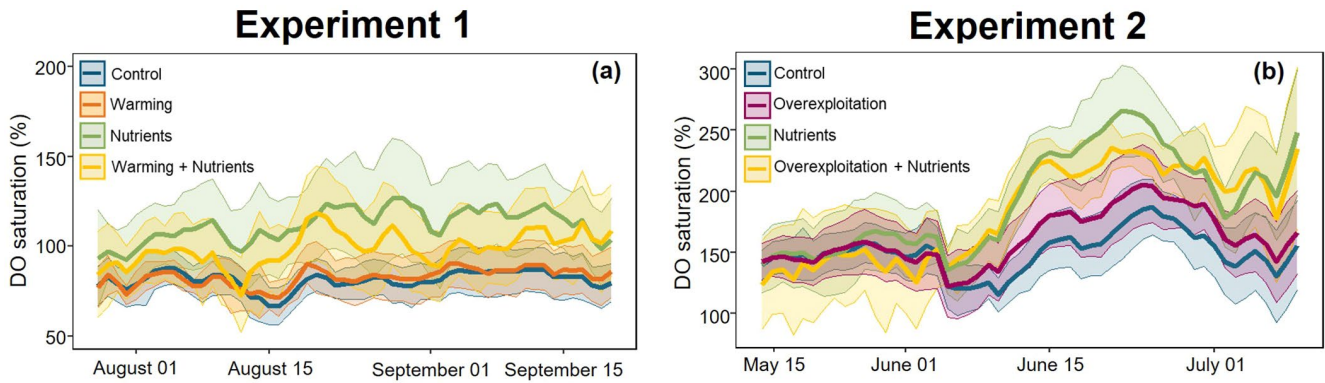 Experiment 1
(a)
Control
Warming
Nutrients
Warming + Nutrients
DO saturation (%)
200
150
100
50
August 01
August 15
September 01
September 15
Experiment 2
(b)
Control
Overexploitation
Nutrients
Overexploitation + Nutrients
DO saturation (%)
300
250
200
150
100
May 15
June 01
June 15
July 01